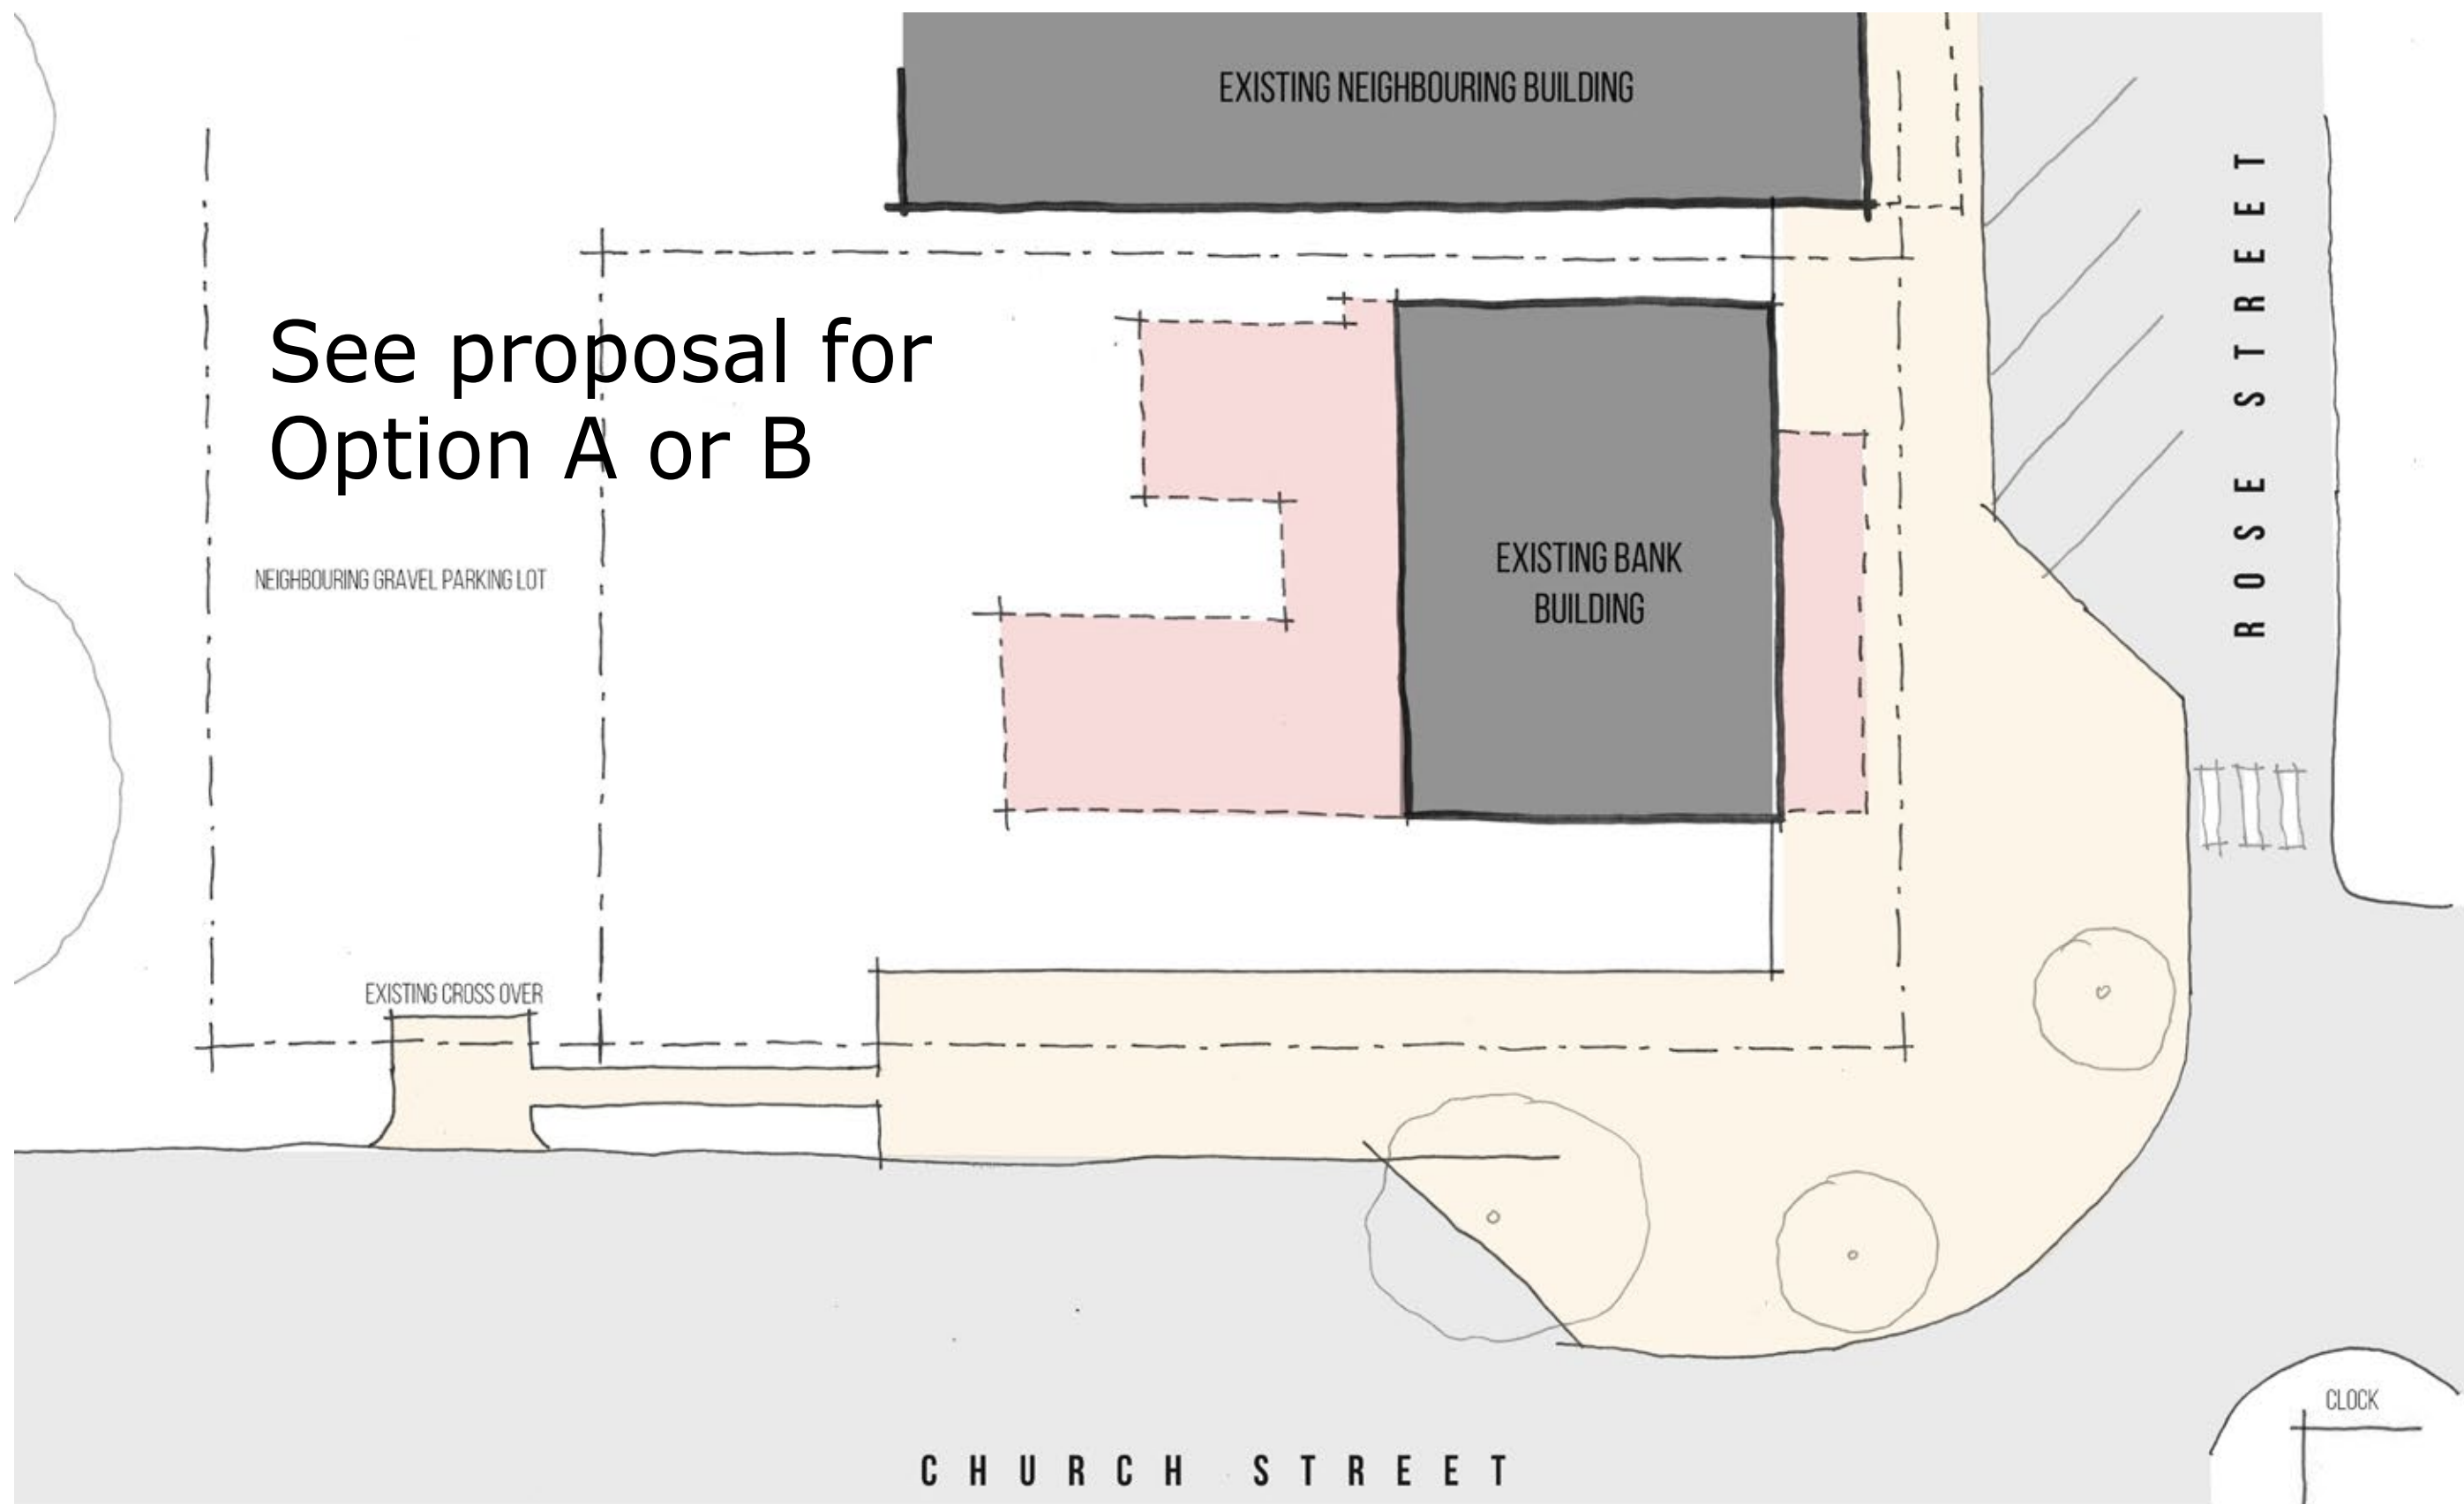 EXISTING NEIGHBOURING BUILDING
ROSE STREET
See proposal for
Option A or B
EXISTING BANK
BUILDING
NEIGHBOURING GRAVEL PARKING LOT
EXISTING CROSS OVER
CLOCK
CHURCH STREET